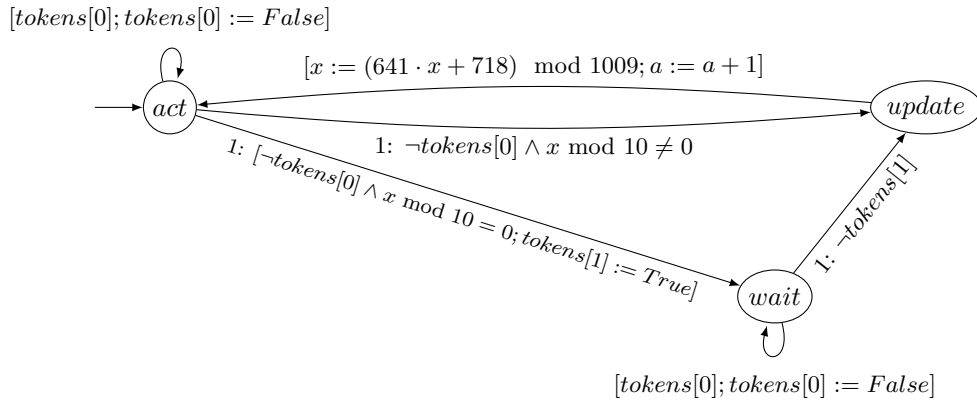 [tokens[0]; tokens[0] := False]
[x := (641 · x + 718) mod 1009; a := a + 1]
act
update
1: ¬tokens[0] ∧ x mod 10 ≠ 0
1: [¬tokens[0] ∧ x mod 10 = 0; tokens[1] := True]
1: ¬tokens[1]
wait
[tokens[0]; tokens[0] := False]